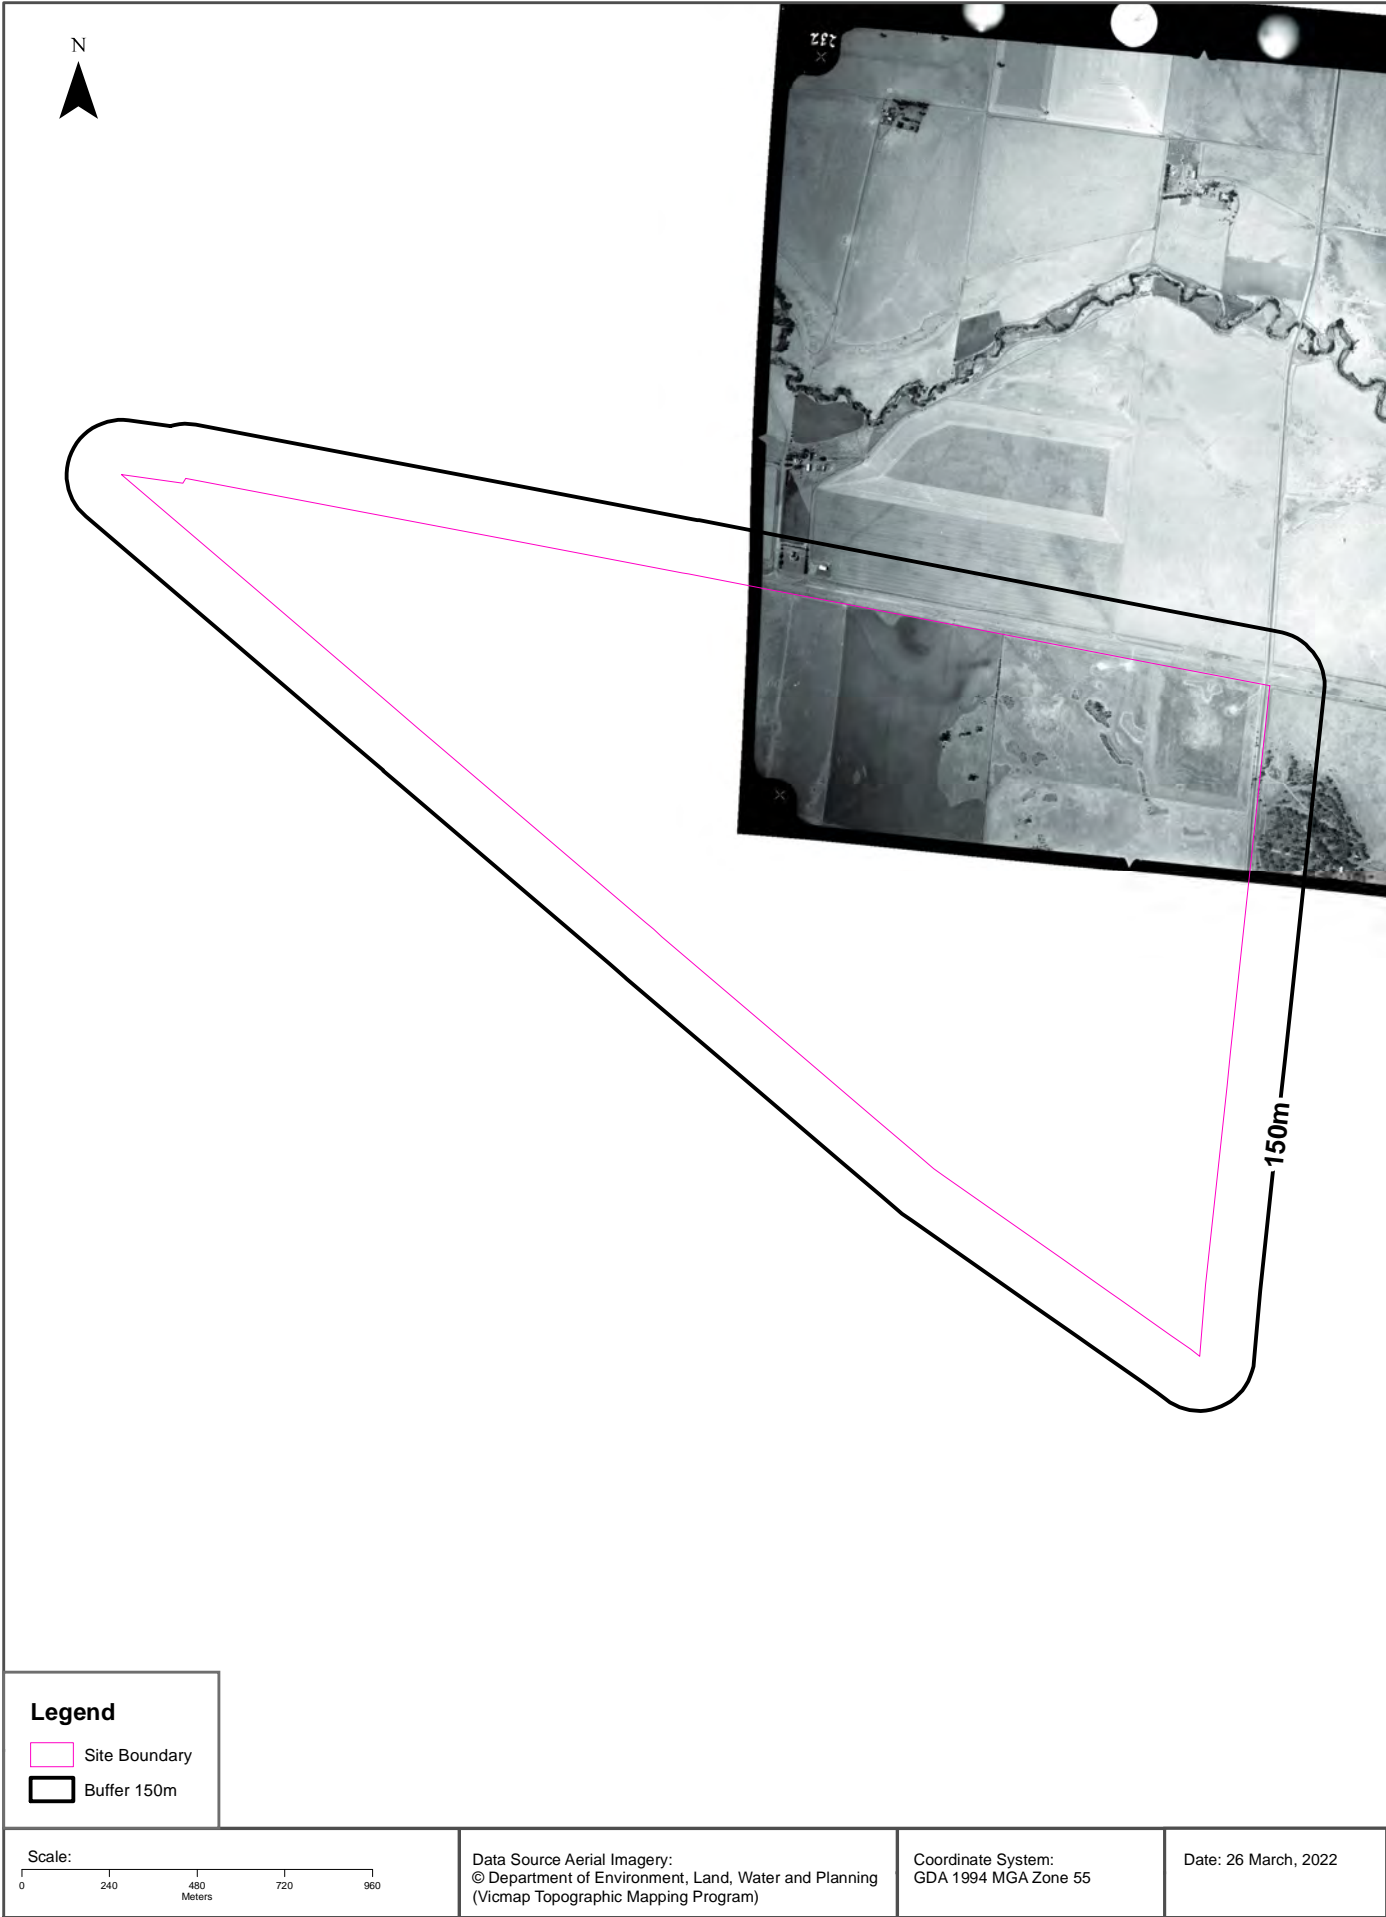 N
232
150m
Legend
Site Boundary
Buffer 150m
Scale:
0 240 480 720 960
Meters
Data Source Aerial Imagery:
© Department of Environment, Land, Water and Planning
(Vicmap Topographic Mapping Program)
Coordinate System:
GDA 1994 MGA Zone 55
Date: 26 March, 2022